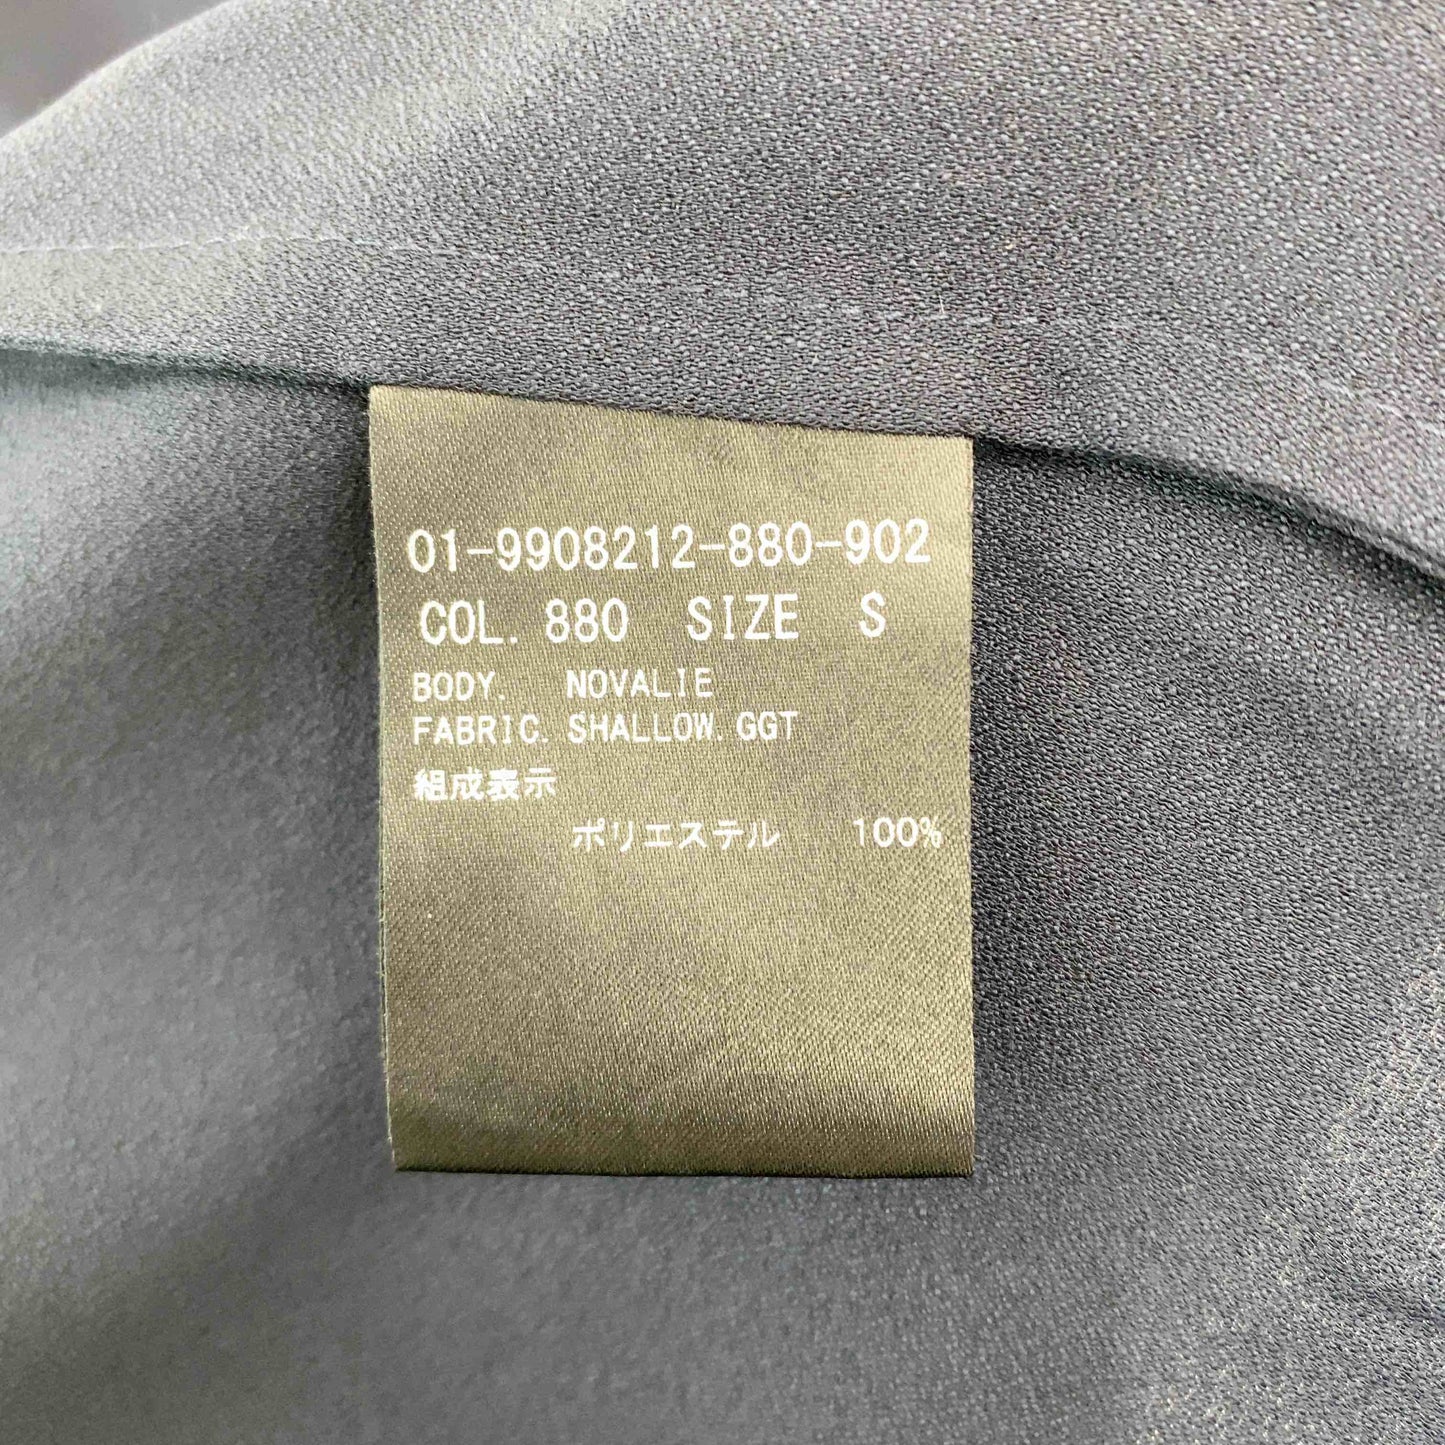 01-9908212-880-902
COL. 880 SIZE S
BODY. NOVALIE
FABRIC. SHALLOW. GGT
組成表示
ポリエステル 100%